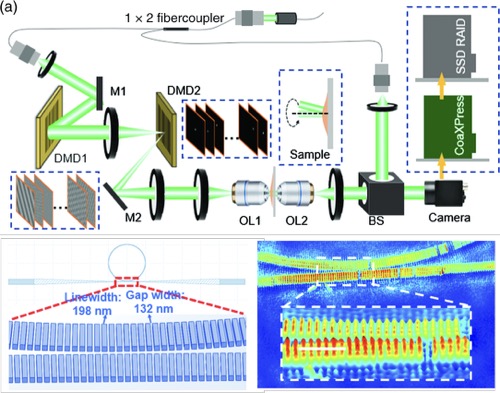 (a)
1 × 2 fibercoupler
M1
DMD2
DMD1
Sample
SSD RAID
CoaXPress
M2
OL1
OL2
BS
Camera
Linewidth:
198 nm
Gap width:
132 nm